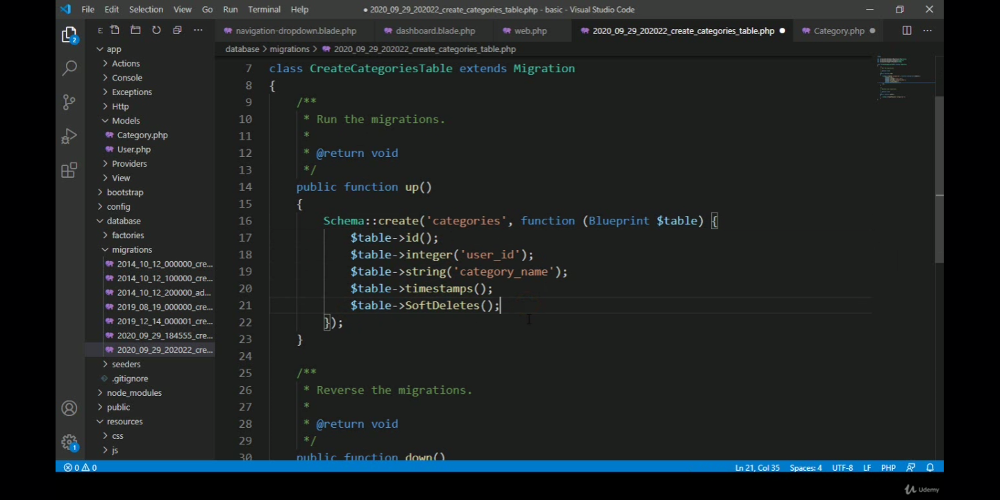 File Edit Selection View Go Run Terminal Help
● 2020_09_29_202022_create_categories_table.php - basic - Visual Studio Code
E
navigation-dropdown.blade.php dashboard.blade.php web.php 2020_09_29_202022_create_categories_table.php ● Category.php ●
database > migrations > 2020_09_29_202022_create_categories_table.php
2
app
Actions
Console
Exceptions
Http
Models
Category.php
User.php
Providers
View
bootstrap
config
database
factories
migrations
2014_10_12_000000_cre...
2014_10_12_100000_cre...
2014_10_12_200000_ad...
2019_08_19_000000_cre...
2019_12_14_000001_cre...
2020_09_29_184555_cre...
2020_09_29_202022_cre...
seeders
.gitignore
node_modules
public
resources
css
js
1
7 class CreateCategoriesTable extends Migration
8 {
9 /**
10 * Run the migrations.
11 *
12 * @return void
13 */
14 public function up()
15 {
16 Schema::create('categories', function (Blueprint $table) {
17 $table->id();
18 $table->integer('user_id');
19 $table->string('category_name');
20 $table->timestamps();
21 $table->SoftDeletes();
22 });
23 }
24
25 /**
26 * Reverse the migrations.
27 *
28 * @return void
29 */
30 public function down()
0 0
Ln 21, Col 35 Spaces: 4 UTF-8 LF PHP
Udemy